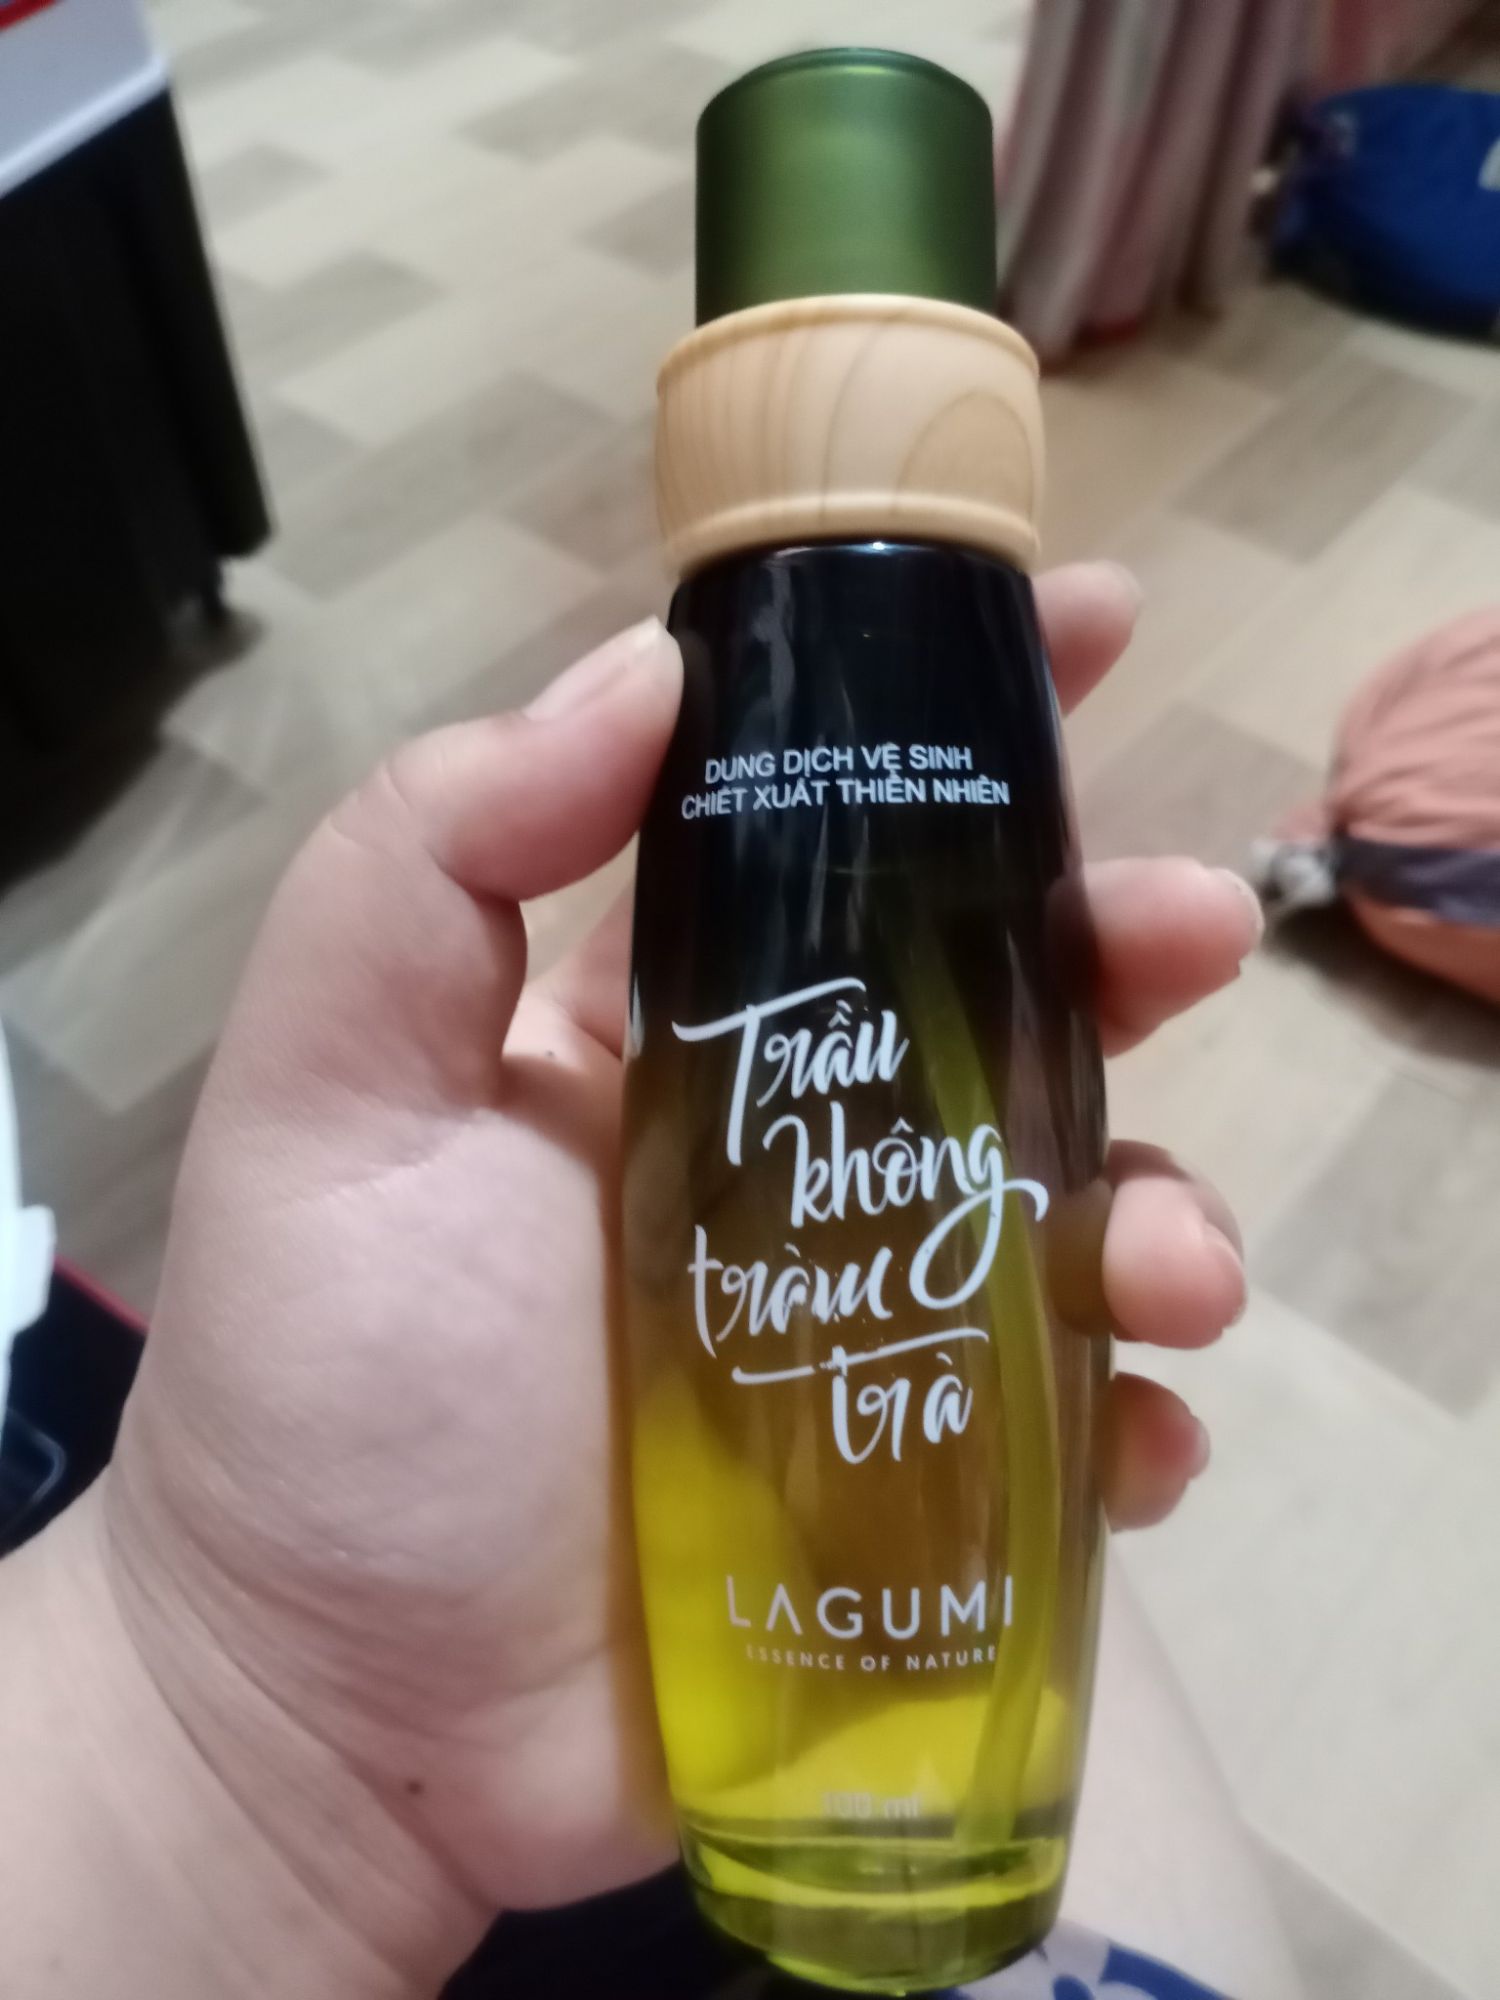 DUNG DỊCH VỆ SINH
CHIẾT XUẤT THIÊN NHIÊN
Trầu
không
tràm
trà
LAGUMI
ESSENCE OF NATURE
100 ml